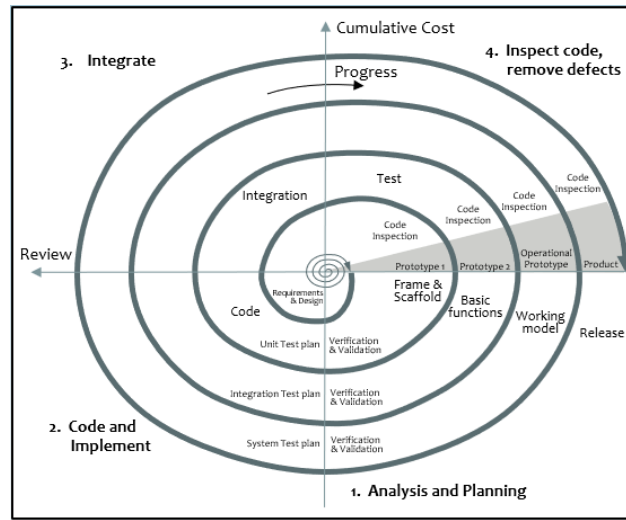 Cumulative Cost
3. Integrate
4. Inspect code,
remove defects
Progress
Test
Integration
Code
Inspection
Code
Inspection
Code
Inspection
Code
Inspection
Review
Prototype 1
Prototype 2
Operational
Prototype
Product
Requirements
& Design
Frame &
Scaffold
Basic
functions
Working
model
Release
Code
Unit Test plan
Verification
& Validation
Integration Test plan
Verification
& Validation
2. Code and
Implement
System Test plan
Verification
& Validation
1. Analysis and Planning